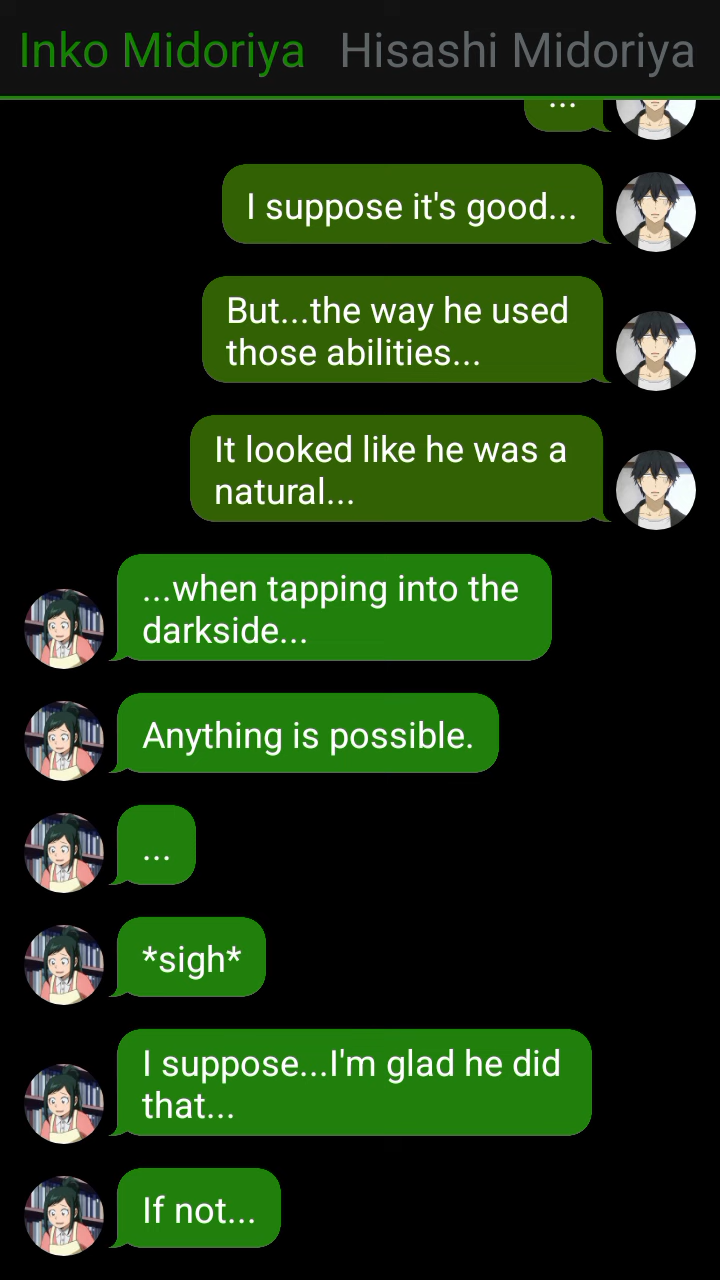 Inko Midoriya Hisashi Midoriya
...
I suppose it's good...
But...the way he used
those abilities...
It looked like he was a
natural...
...when tapping into the
darkside...
Anything is possible.
...
*sigh*
I suppose...I'm glad he did
that...
If not...